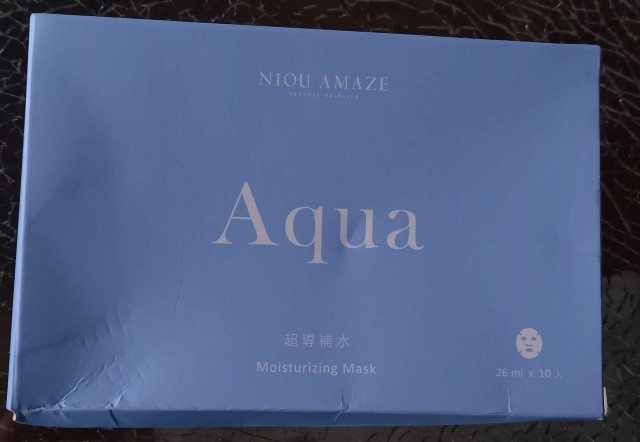 NIOU AMAZE
Aqua
超導補水
Moisturizing Mask
26 ml x 10 入